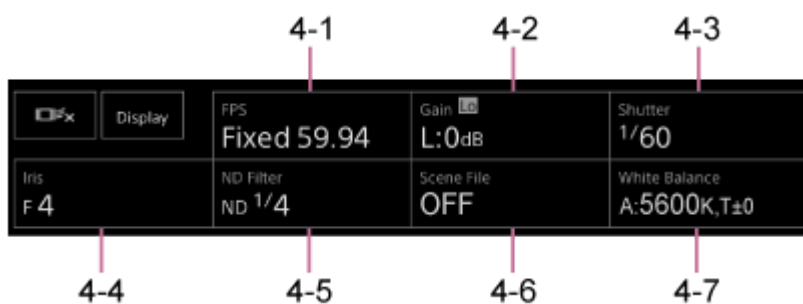 4-1 4-2 4-3
Display
FPS
Fixed 59.94
Gain Lo
L:0dB
Shutter
1/60
Iris
F 4
ND Filter
ND 1/4
Scene File
OFF
White Balance
A:5600K,T±0
4-4 4-5 4-6 4-7